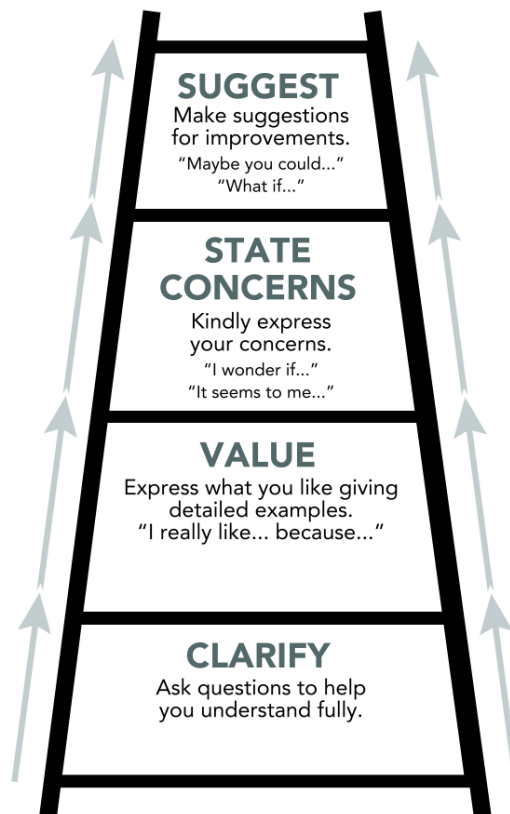 SUGGEST
Make suggestions
for improvements.
“Maybe you could...”
“What if...”
STATE
CONCERNS
Kindly express
your concerns.
“I wonder if...”
“It seems to me...”
VALUE
Express what you like giving
detailed examples.
“I really like... because...”
CLARIFY
Ask questions to help
you understand fully.